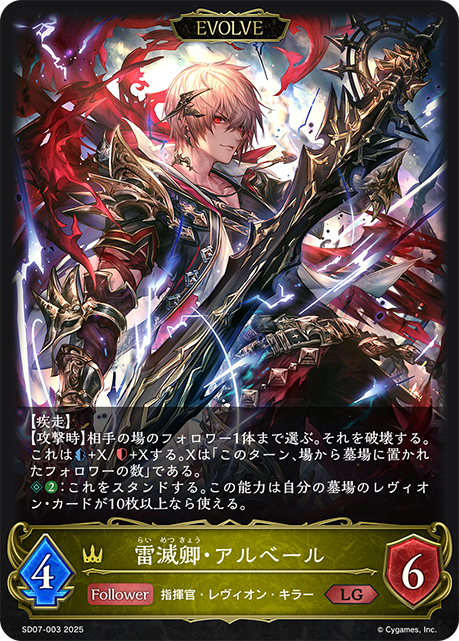 EVOLVE
【疾走】
【攻撃時】相手の場のフォロワー1体まで選ぶ。それを破壊する。
これは+X/+Xする。Xは「このターン、場から墓場に置かれ
たフォロワーの数」である。
2：これをスタンドする。この能力は自分の墓場のレヴィ
オン・カードが10枚以上なら使える。
らい めつ きょう
雷滅卿・アルベール
4
Follower
指揮官・レヴィオン・キラー
LG
6
SD07-003 2025
© Cygames, Inc.